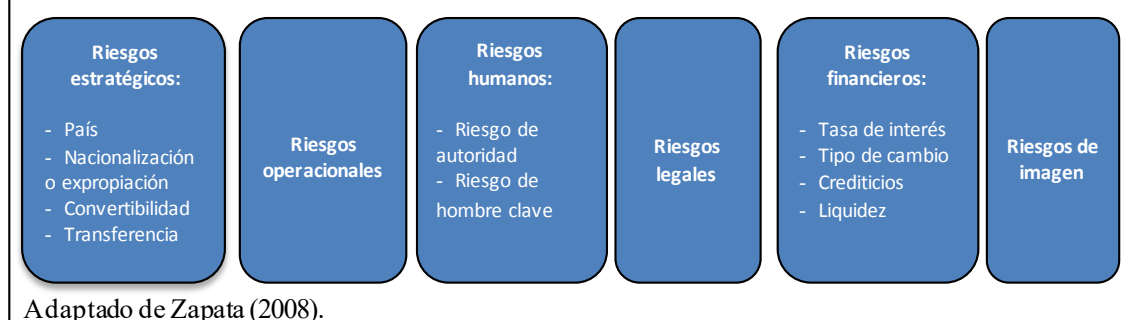 Riesgos
estratégicos:
- País
- Nacionalización
o expropiación
- Convertibilidad
- Transferencia
Riesgos
operacionales
Riesgos
humanos:
- Riesgo de
autoridad
- Riesgo de
hombre clave
Riesgos
legales
Riesgos
financieros:
- Tasa de interés
- Tipo de cambio
- Crediticios
- Liquidez
Riesgos de
imagen
Adaptado de Zapata (2008).